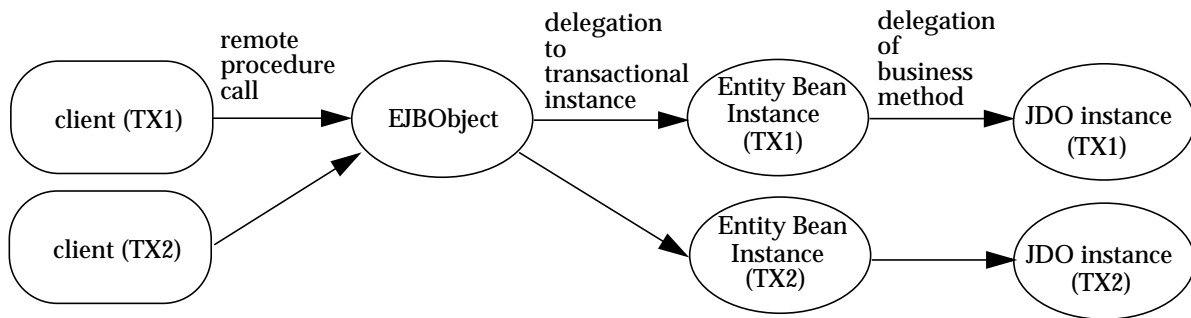 remote
procedure
call
delegation
to
transactional
instance
delegation
of
business
method
client (TX1)
EJBObject
Entity Bean
Instance
(TX1)
JDO instance
(TX1)
client (TX2)
Entity Bean
Instance
(TX2)
JDO instance
(TX2)